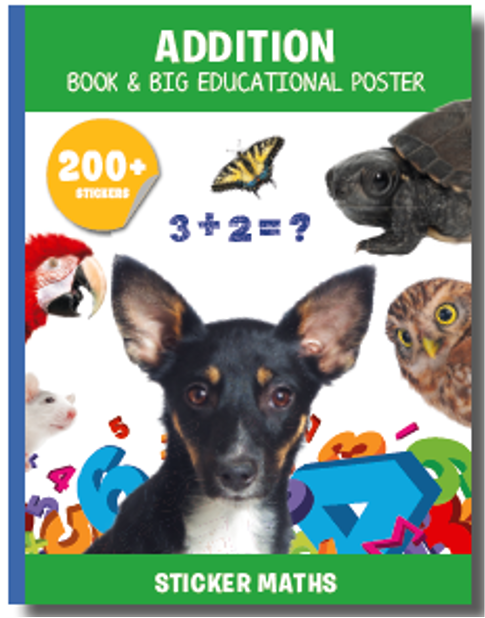 ADDITION
BOOK & BIG EDUCATIONAL POSTER
200+
STICKERS
3+2=?
STICKER MATHS